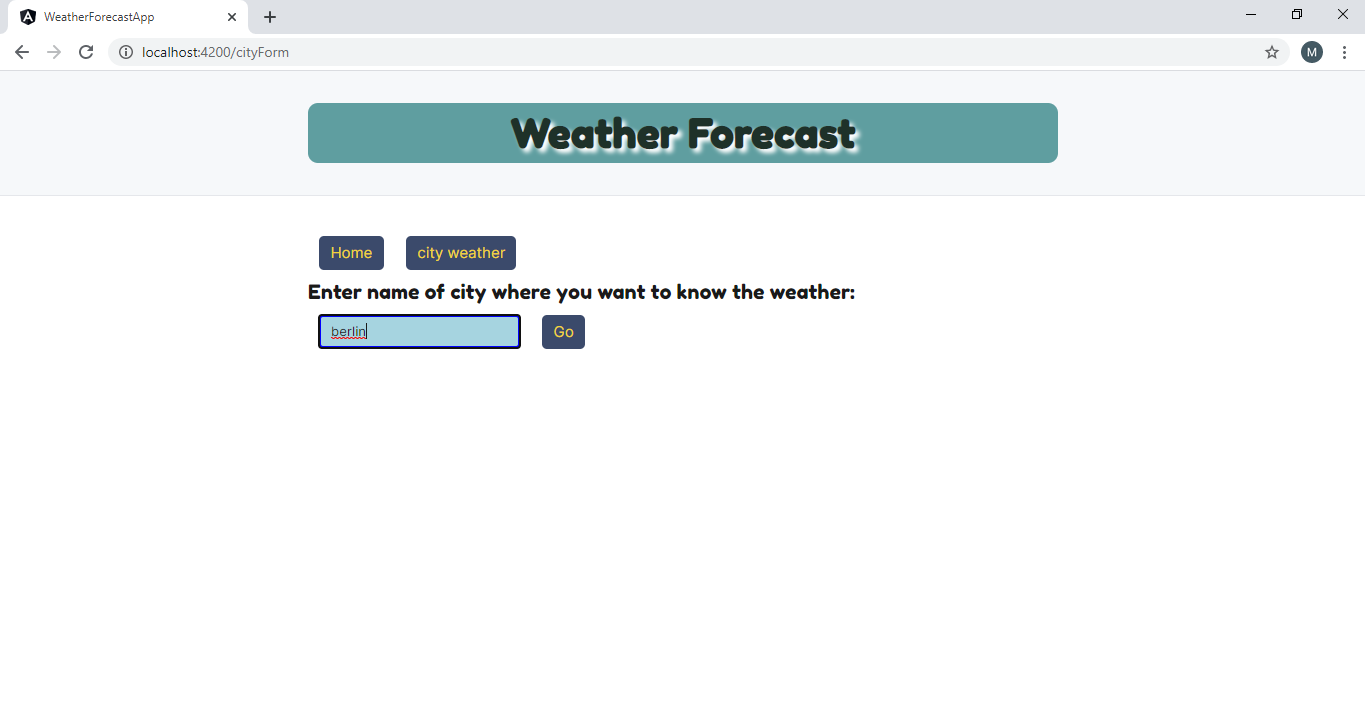 WeatherForecastApp
localhost:4200/cityForm
M
Weather Forecast
Home city weather
Enter name of city where you want to know the weather:
berlin Go